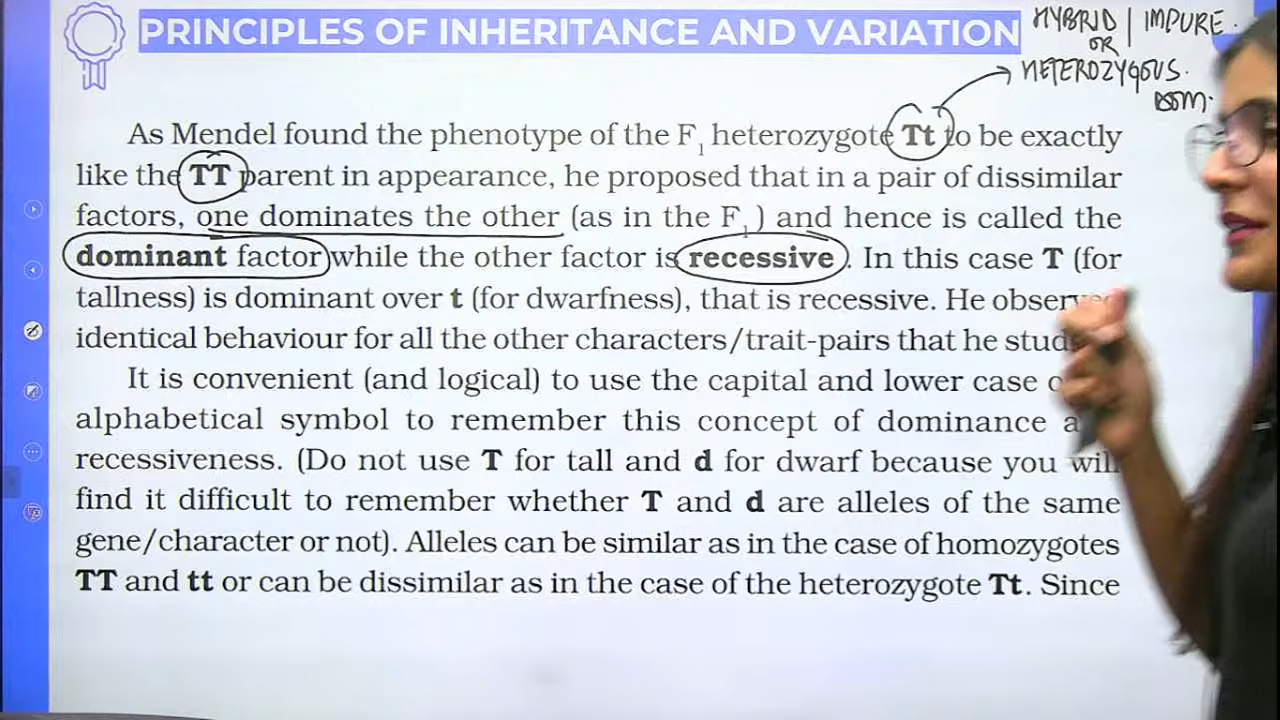 PRINCIPLES OF INHERITANCE AND VARIATION
HYBRID | IMPURE.
OR
HETEROZYGOUS.
DOM.
As Mendel found the phenotype of the F1 heterozygote Tt to be exactly
like the TT parent in appearance, he proposed that in a pair of dissimilar
factors, one dominates the other (as in the F1) and hence is called the
dominant factor while the other factor is recessive. In this case T (for
tallness) is dominant over t (for dwarfness), that is recessive. He
identical behaviour for all the other characters/trait-pairs that he
It is convenient (and logical) to use the capital and lower case
alphabetical symbol to remember this concept of dominance
recessiveness. (Do not use T for tall and d for dwarf because you will
find it difficult to remember whether T and d are alleles of the same
gene/character or not). Alleles can be similar as in the case of homozygotes
TT and tt or can be dissimilar as in the case of the heterozygote Tt. Since